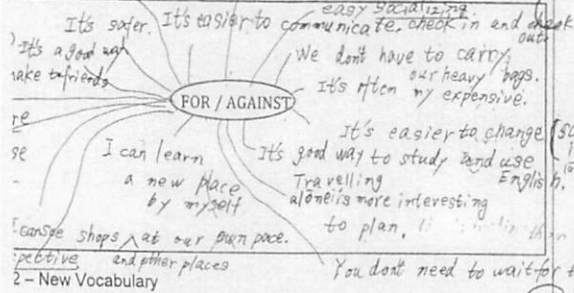 easy socializing.
It's safer. It's easier to communicate, check in and check out.
It's a good way
make friends
We don't have to carry
our heavy bags.
It's often my expensive.
FOR / AGAINST
re
se
It's easier to change
I can learn
a new place
by myself
It's good way to study and use English.
Travelling
alone is more interesting
to plan.
I can see shops and other places at our own pace.
pective
You don't need to wait for t
2 – New Vocabulary